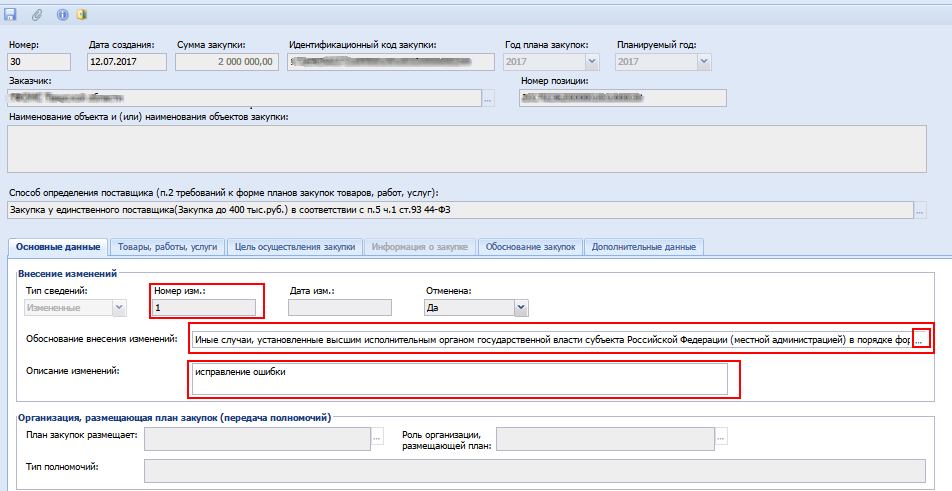 Номер: Дата создания: Сумма закупки: Идентификационный код закупки: Год плана закупок: Планируемый год:
30 12.07.2017 2 000 000,00 2017 2017
Заказчик: Номер позиции:
...
Наименование объекта и (или) наименования объектов закупки:
Способ определения поставщика (п.2 требований к форме планов закупок товаров, работ, услуг):
Закупка у единственного поставщика(Закупка до 400 тыс.руб.) в соответствии с п.5 ч.1 ст.93 44-ФЗ ...
Основные данные Товары, работы, услуги Цель осуществления закупки Информация о закупке Обоснование закупок Дополнительные данные
Внесение изменений
Тип сведений: Номер изм.: Дата изм.: Отменена:
Измененные 1 Да
Обоснование внесения изменений: Иные случаи, установленные высшим исполнительным органом государственной власти субъекта Российской Федерации (местной администрацией) в порядке фор ...
Описание изменений: исправление ошибки
Организация, размещающая план закупок (передача полномочий)
План закупок размещает: ... Роль организации, ...
размещающей план:
Тип полномочий: